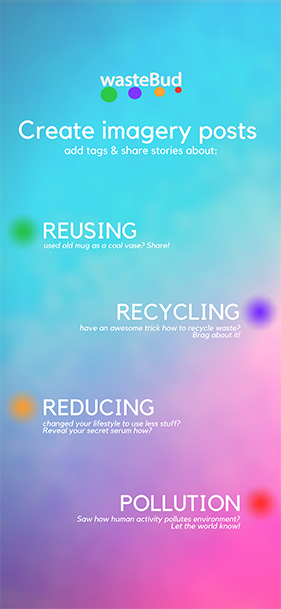 wasteBud
Create imagery posts
add tags & share stories about:
REUSING
used old mug as a cool vase? Share!
RECYCLING
have an awesome trick how to recycle waste?
Brag about it!
REDUCING
changed your lifestyle to use less stuff?
Reveal your secret serum how?
POLLUTION
Saw how human activity pollutes environment?
Let the world know!